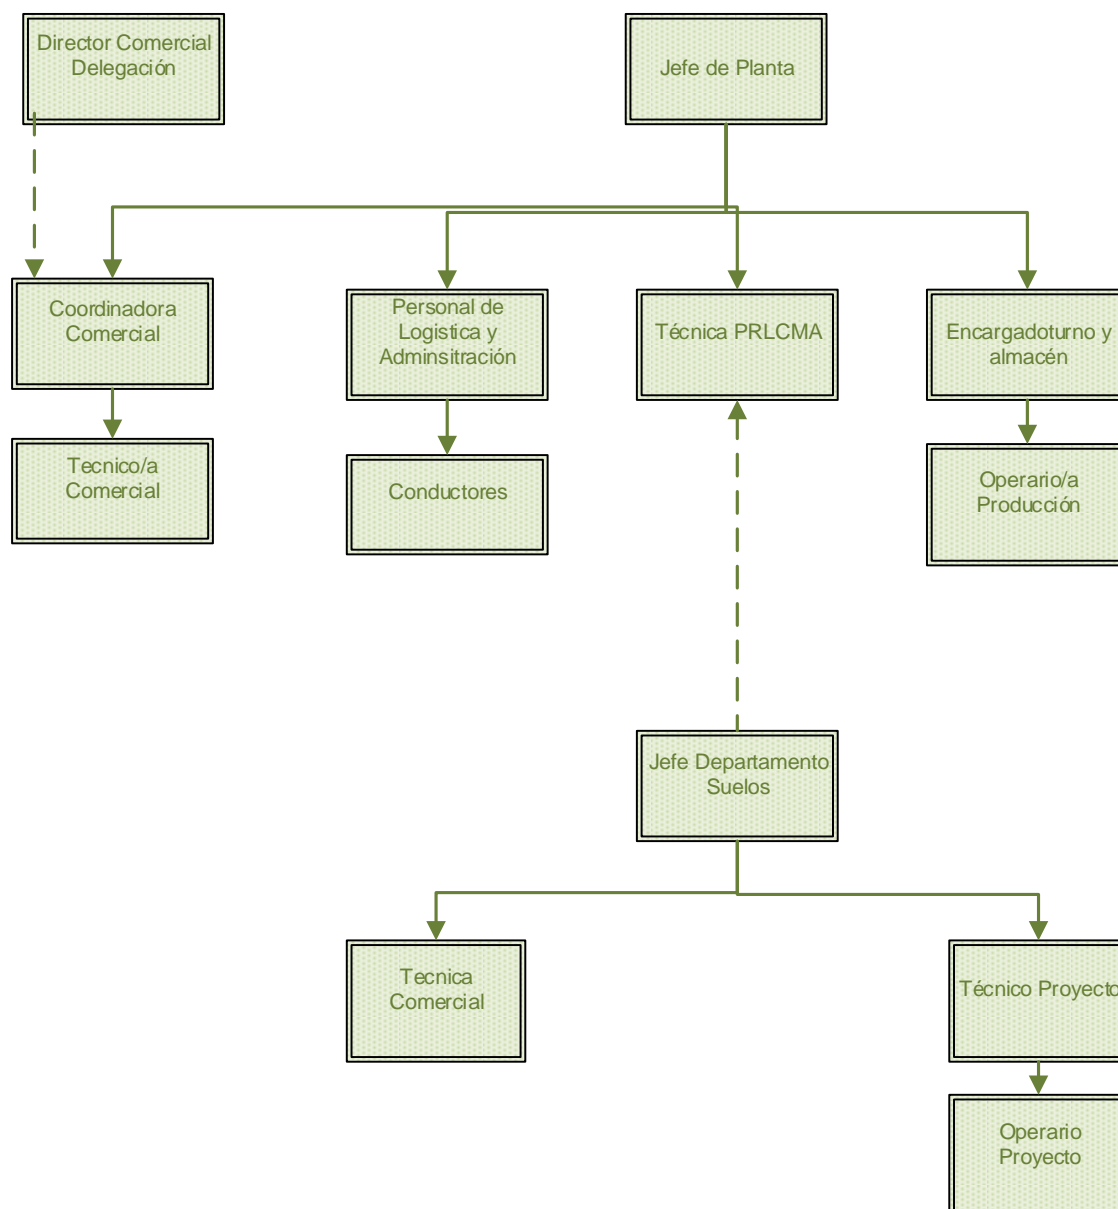 Director Comercial
Delegación
Jefe de Planta
Coordinadora
Comercial
Personal de
Logistica y
Adminsitración
Técnica PRLCMA
Encargadoturno y
almacén
Tecnico/a
Comercial
Conductores
Operario/a
Producción
Jefe Departamento
Suelos
Tecnica
Comercial
Técnico Proyecto
Operario
Proyecto